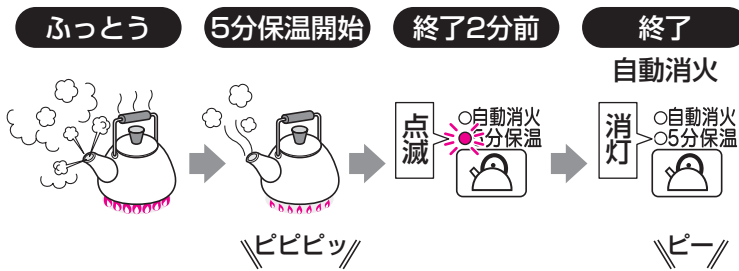 ふっとう
5分保温開始
ピピピッ
終了2分前
点滅
○自動消火
5分保温
終了
自動消火
消灯
○自動消火
○5分保温
ピー